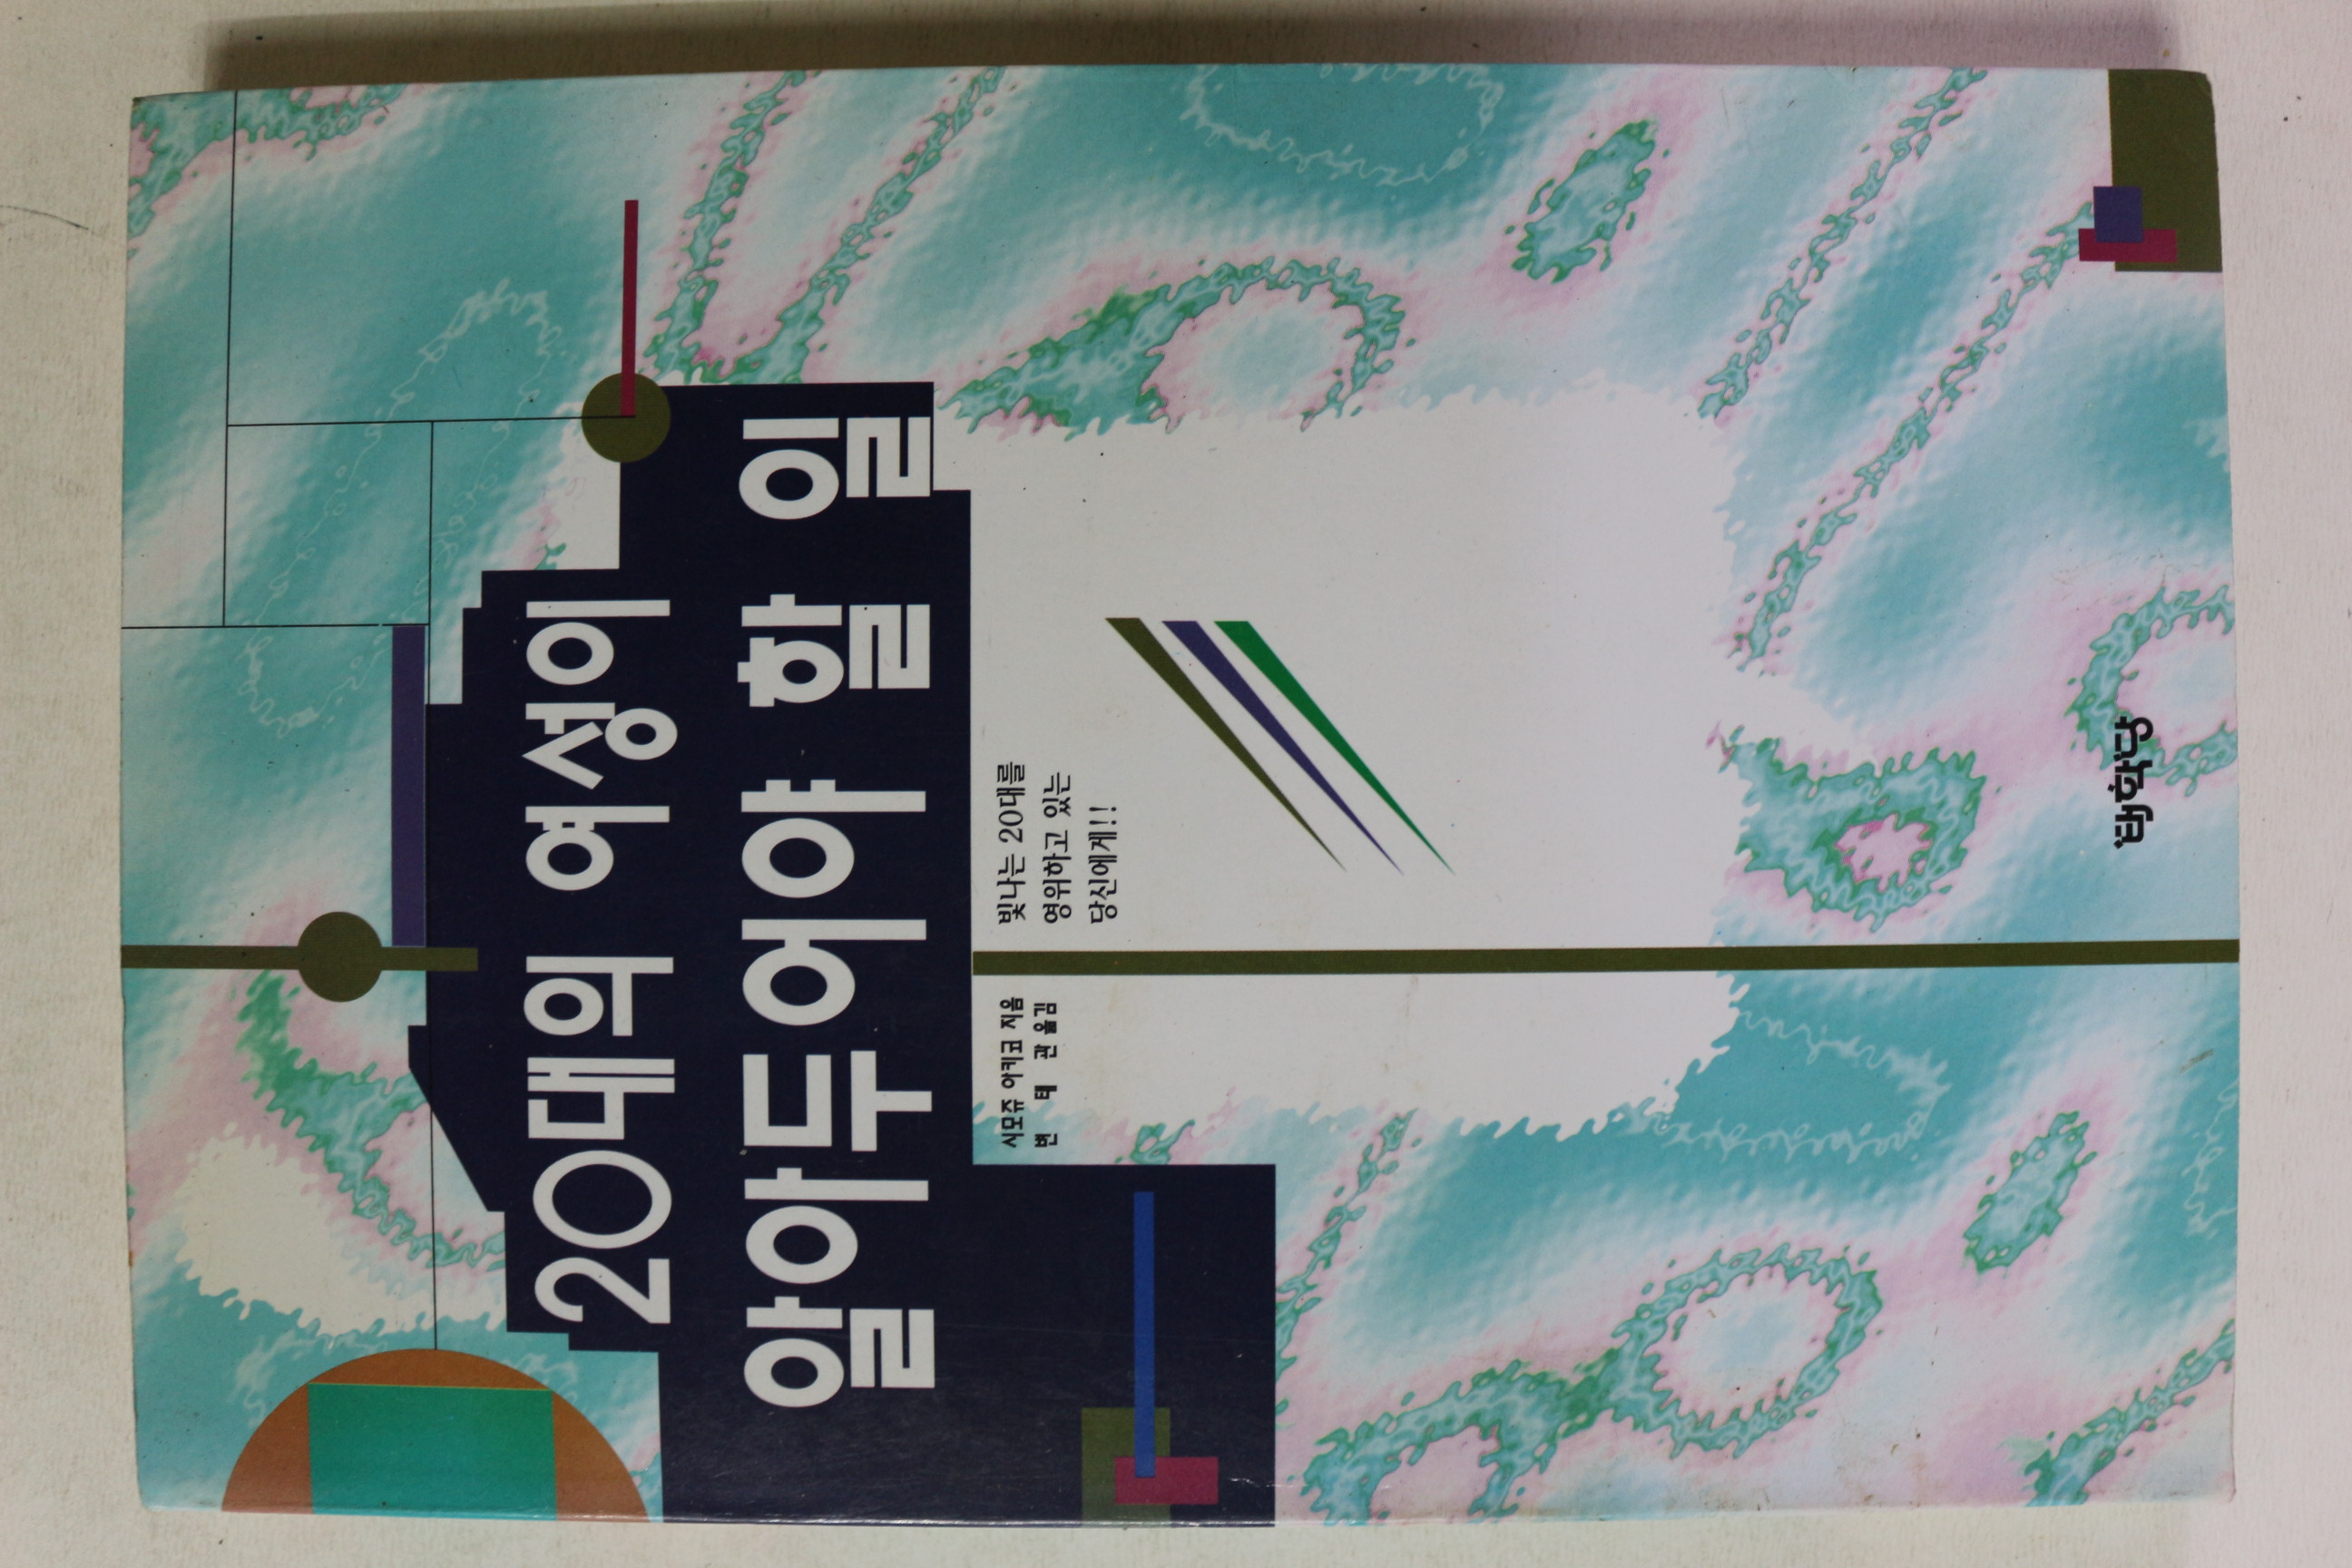 20대의 여성이
알아두어야 할 일
빛나는 20대를
영위하고 있는
당신에게!!
시모쥬 아키코 지음
변 태 관 옮김
백화당